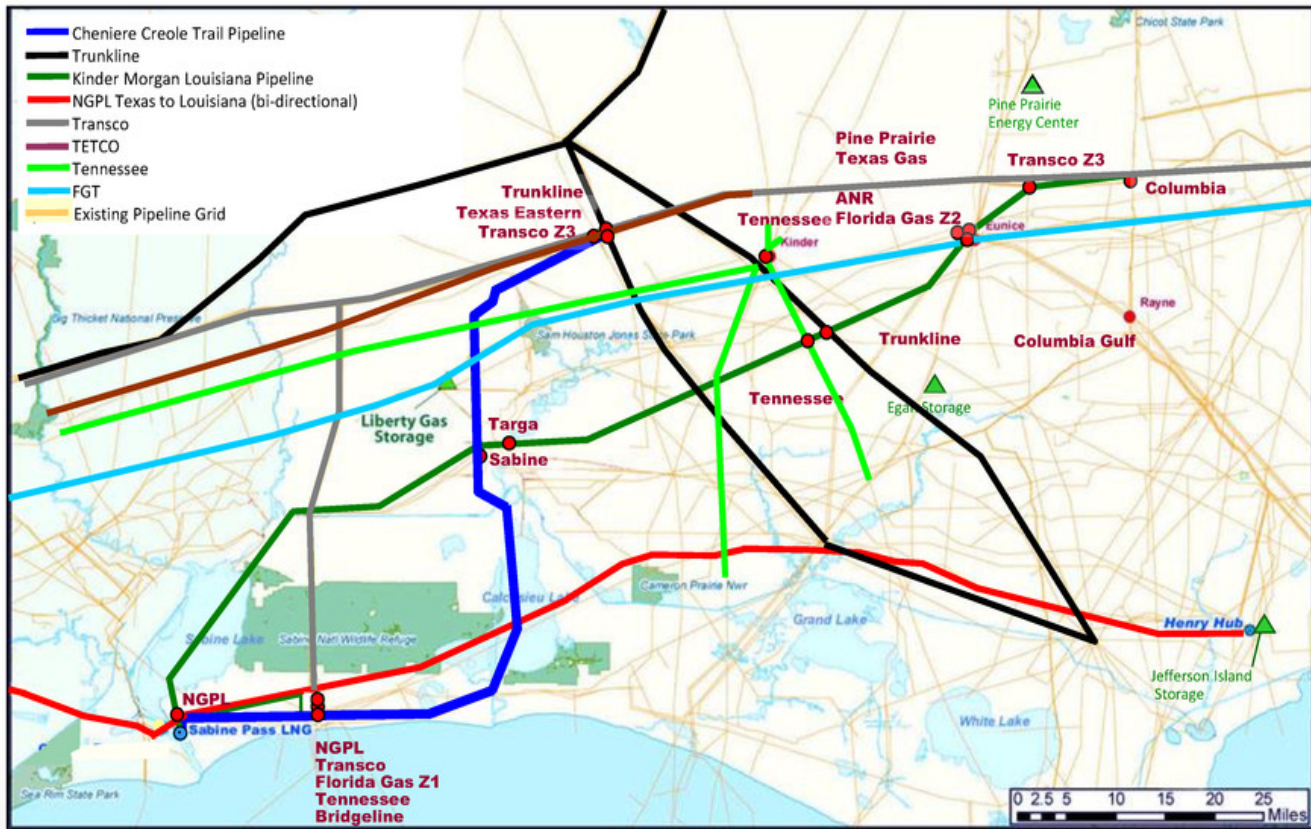 Cheniere Creole Trail Pipeline
Trunkline
Kinder Morgan Louisiana Pipeline
NGPL Texas to Louisiana (bi-directional)
Transco
TETCO
Tennessee
FGT
Existing Pipeline Grid
Chicot State Park
Pine Prairie
Energy Center
Pine Prairie
Texas Gas
Transco Z3
Columbia
Trunkline
Texas Eastern
Transco Z3
ANR
Florida Gas Z2
Tennessee
Kinder
Eunice
Rayne
Columbia Gulf
Trunkline
Big Thicket National Preserve
Sam Houston Jones State Park
Liberty Gas
Storage
Tennessee
Egan Storage
Targa
Sabine
Calcasieu Lake
Cameron Prairie Nwr
Grand Lake
Sabine Lake
Sabine Natl Wildlife Refuge
Henry Hub
Jefferson Island
Storage
NGPL
Sabine Pass LNG
White Lake
NGPL
Transco
Florida Gas Z1
Tennessee
Bridgeline
Sea Rim State Park
0 2.5 5 10 15 20 25
Miles